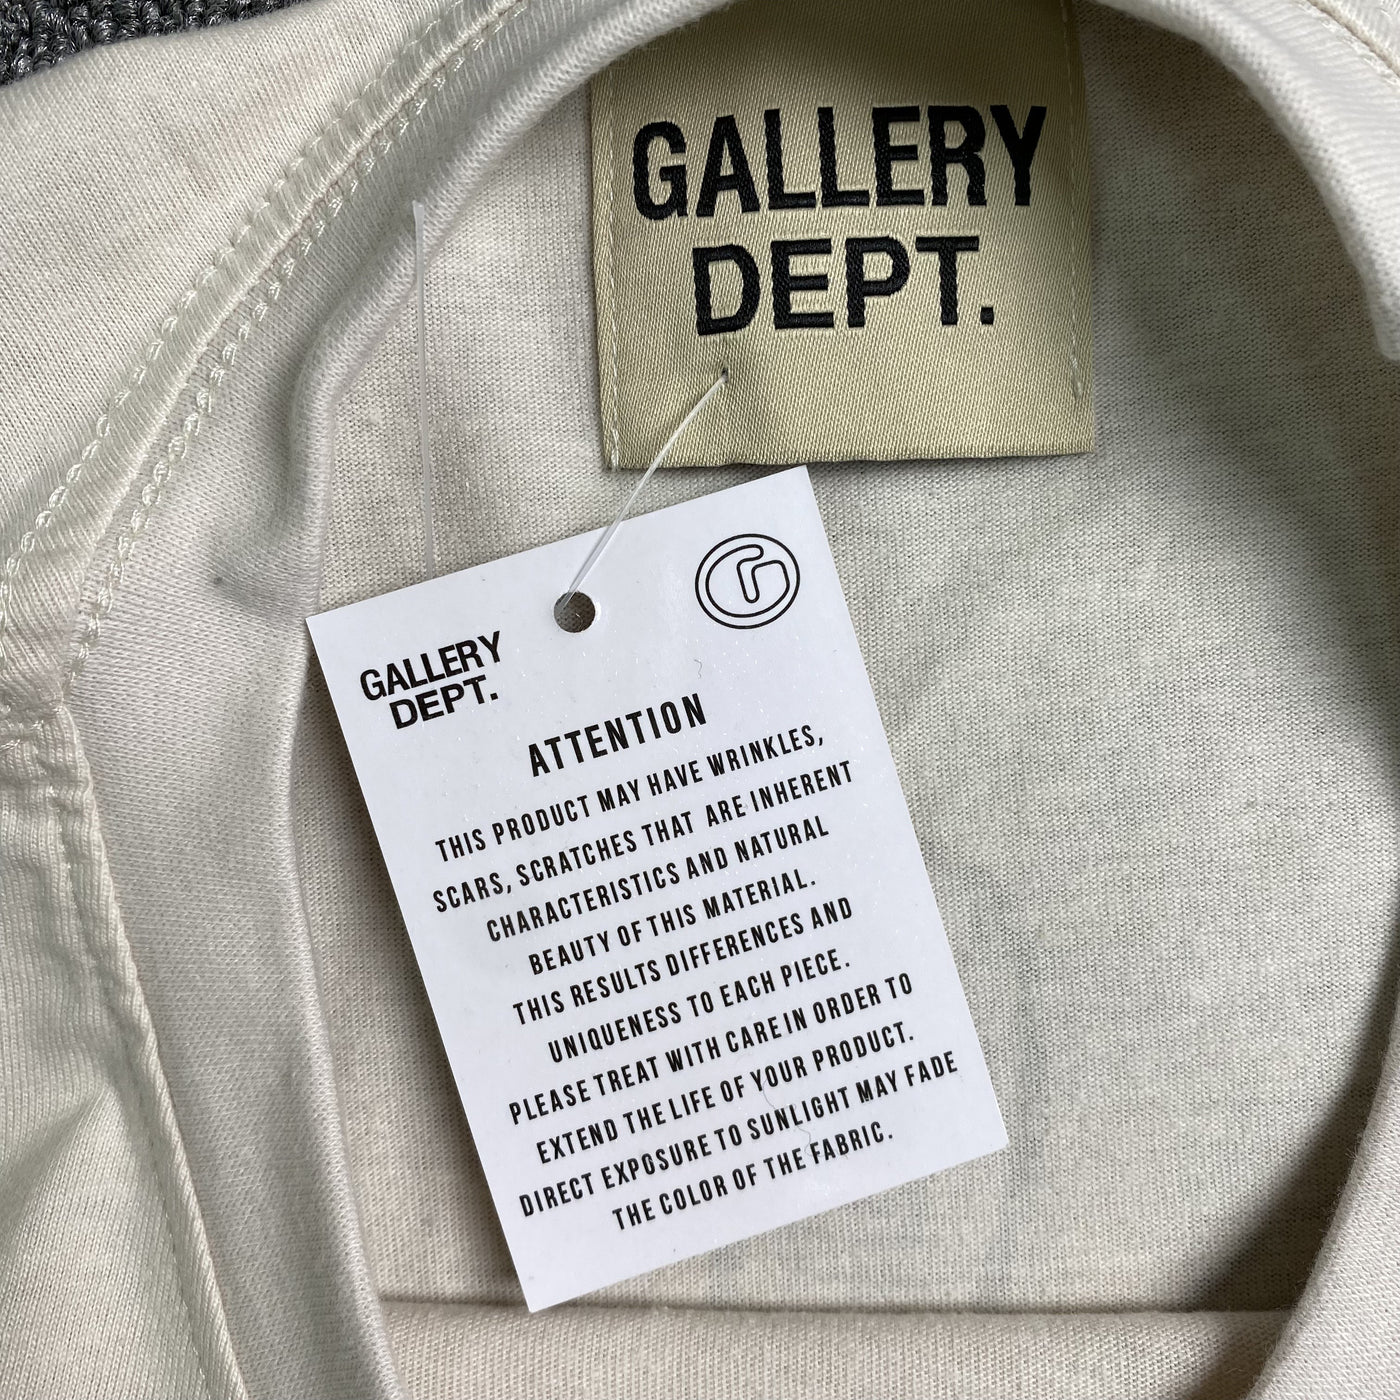 GALLERY
DEPT.
GALLERY
DEPT.
G
ATTENTION
THIS PRODUCT MAY HAVE WRINKLES,
SCARS, SCRATCHES THAT ARE INHERENT
CHARACTERISTICS AND NATURAL
BEAUTY OF THIS MATERIAL.
THIS RESULTS DIFFERENCES AND
UNIQUENESS TO EACH PIECE.
PLEASE TREAT WITH CARE IN ORDER TO
EXTEND THE LIFE OF YOUR PRODUCT.
DIRECT EXPOSURE TO SUNLIGHT MAY FADE
THE COLOR OF THE FABRIC.